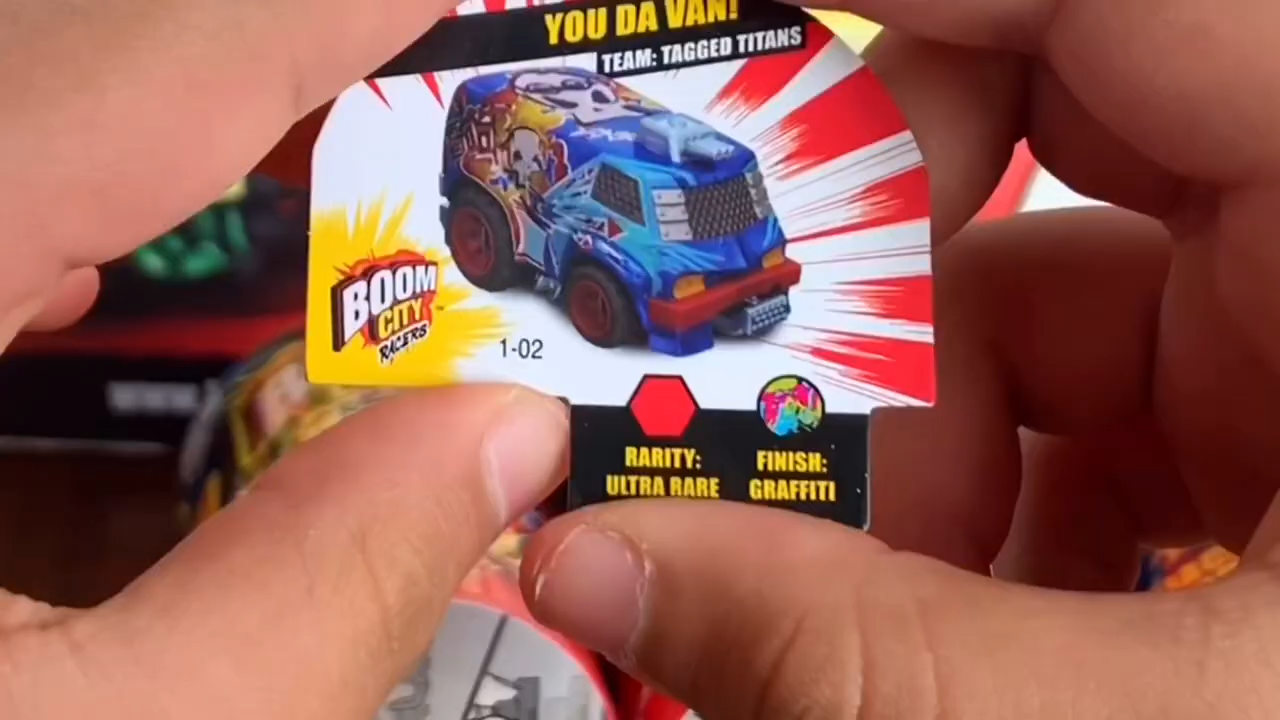 YOU DA VAN!
TEAM: TAGGED TITANS
BOOM
CITY
RACERS
1-02
RARITY:
ULTRA RARE
FINISH:
GRAFFITI